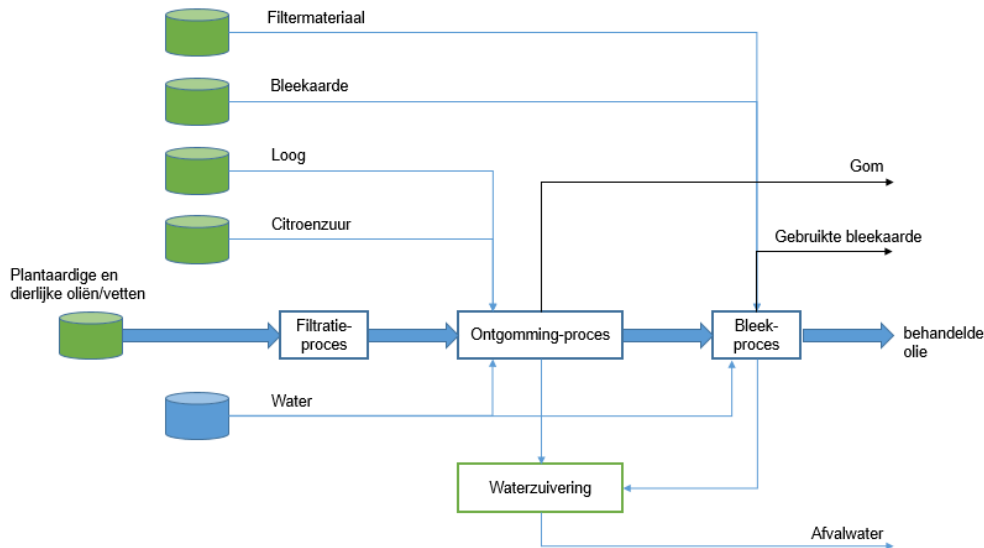 Filtermateriaal
Bleekaarde
Loog
Gom
Citroenzuur
Gebruikte bleekaarde
Plantaardige en
dierlijke oliën/vetten
Filtratie-
proces
Ontgomming-proces
Bleek-
proces
behandelde
olie
Water
Waterzuivering
Afvalwater